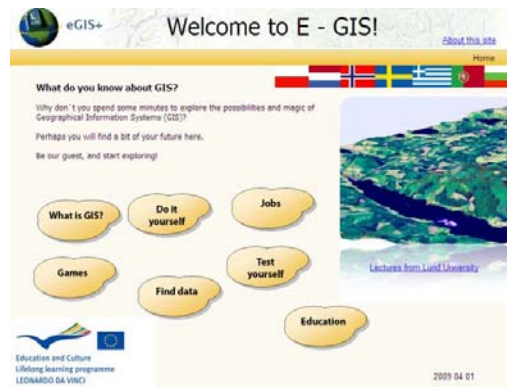 eGIS+
Welcome to E - GIS!
About this site
Home
What do you know about GIS?
Why don`t you spend some minutes to explore the possibilities and magic of
Geographical Information Systems (GIS)?
Perhaps you will find a bit of your future here.
Be our guest, and start exploring!
What is GIS?
Do it
yourself
Jobs
Games
Find data
Test
yourself
Education
Lectures from Lund University
Education and Culture
Lifelong learning programme
LEONARDO DA VINCI
2009 04 01